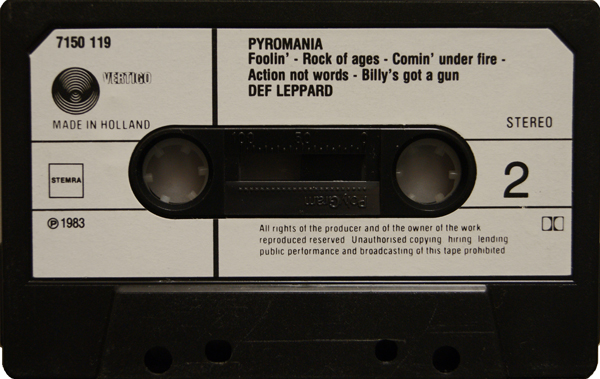 7150 119
VERTIGO
MADE IN HOLLAND
PYROMANIA
Foolin' - Rock of ages - Comin' under fire -
Action not words - Billy's got a gun
DEF LEPPARD
STEREO
STEMRA
2
℗ 1983
PolyGram
All rights of the producer and of the owner of the work
reproduced reserved Unauthorised copying hiring lending
public performance and broadcasting of this tape prohibited